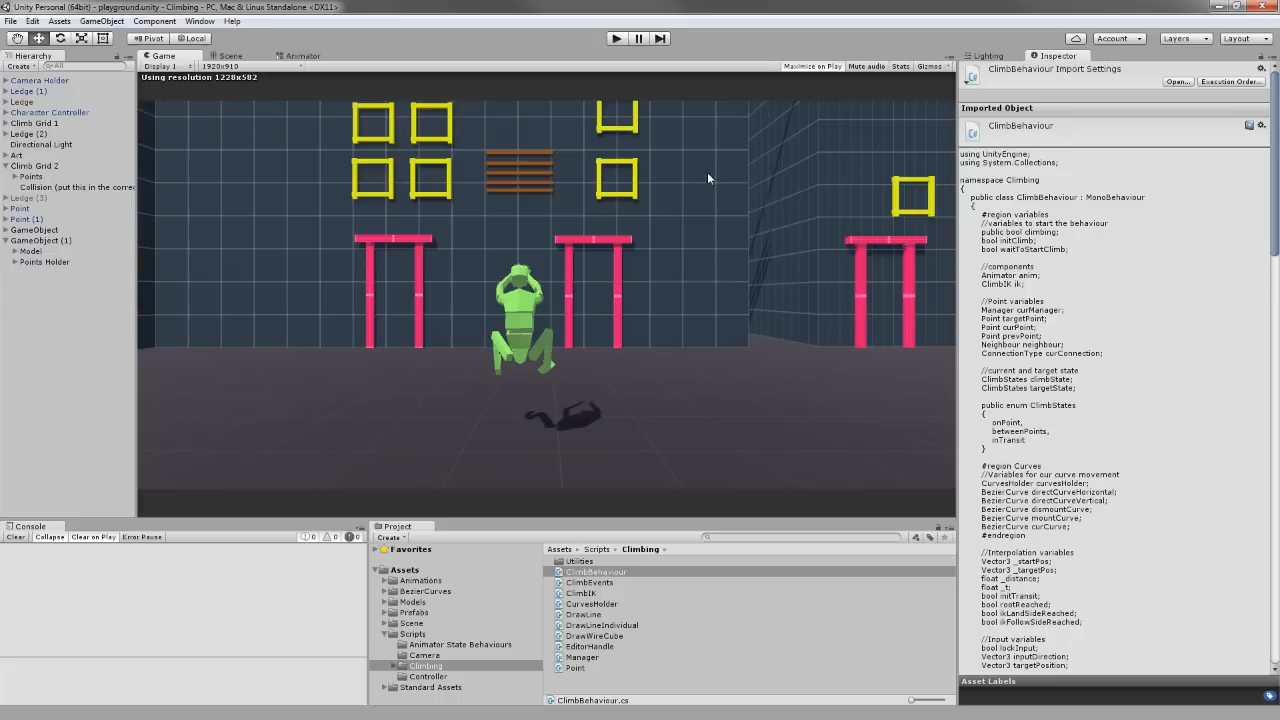 Unity Personal (64bit) - playground.unity - Climbing - PC, Mac & Linux Standalone <DX11>
File Edit Assets GameObject Component Window Help
Pivot Local Account Layers Layout
Hierarchy Game Scene Animator Lighting Inspector
Create All Display 1 1920x910 Maximize on Play Mute audio Stats Gizmos
Using resolution 1228x582
Camera Holder
Ledge (1)
Ledge
Character Controller
Climb Grid 1
Ledge (2)
Directional Light
Art
Climb Grid 2
Points
Collision (put this in the corre
Ledge (3)
Point
Point (1)
GameObject
GameObject (1)
Model
Points Holder
ClimbBehaviour Import Settings
Open... Execution Order...
Imported Object
ClimbBehaviour
using UnityEngine;
using System.Collections;
namespace Climbing
{
public class ClimbBehaviour : MonoBehaviour
{
#region variables
//variables to start the behaviour
public bool climbing;
bool initClimb;
bool waitToStartClimb;
//components
Animator anim;
ClimbIK ik;
//Point variables
Manager curManager;
Point targetPoint;
Point curPoint;
Point prevPoint;
Neighbour neighbour;
ConnectionType curConnection;
//current and target state
ClimbStates climbState;
ClimbStates targetState;
public enum ClimbStates
{
onPoint,
betweenPoints,
inTransit
}
#region Curves
//Variables for our curve movement
CurvesHolder curvesHolder;
BezierCurve directCurveHorizontal;
BezierCurve directCurveVertical;
BezierCurve dismountCurve;
BezierCurve mountCurve;
BezierCurve curCurve;
#endregion
//Interpolation variables
Vector3 _startPos;
Vector3 _targetPos;
float _distance;
float _t;
bool initTransit;
bool rootReached;
bool ikLandSideReached;
bool ikFollowSideReached;
//Input variables
bool lockInput;
Vector3 inputDirection;
Vector3 targetPosition;
Asset Labels
Console
Clear Collapse Clear on Play Error Pause 0 0 0
Project
Create
Favorites
Assets
Animations
BezierCurves
Models
Prefabs
Scene
Scripts
Animator State Behaviours
Camera
Climbing
Controller
Standard Assets
Assets Scripts Climbing
Utilities
ClimbBehaviour
ClimbEvents
ClimbIK
CurvesHolder
DrawLine
DrawLineIndividual
DrawWireCube
EditorHandle
Manager
Point
ClimbBehaviour.cs